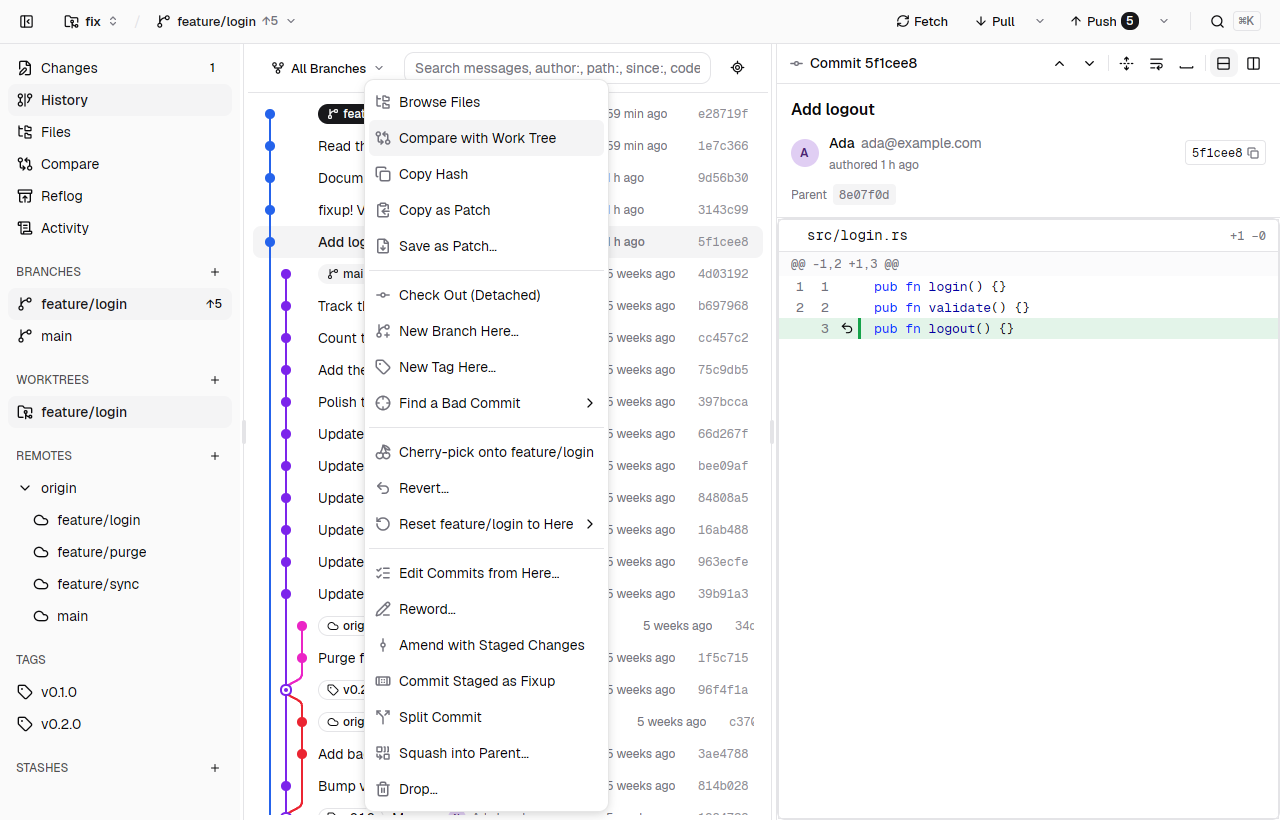 fix
feature/login ↑5
Fetch
Pull
Push 5
⌘K
Changes 1
History
Files
Compare
Reflog
Activity
BRANCHES
feature/login ↑5
main
WORKTREES
feature/login
REMOTES
origin
feature/login
feature/purge
feature/sync
main
TAGS
v0.1.0
v0.2.0
STASHES
All Branches
Search messages, author:, path:, since:, code
59 min ago e28719f
Read 59 min ago 1e7c366
h ago 9d56b30
fixup! h ago 3143c99
Add h ago 5f1cee8
5 weeks ago 4d03192
Track 5 weeks ago b697968
Count 5 weeks ago cc457c2
Add 5 weeks ago 75c9db5
Polish 5 weeks ago 397bcca
Update 5 weeks ago 66d267f
Update 5 weeks ago bee09af
Update 5 weeks ago 84808a5
Update 5 weeks ago 16ab488
Update 5 weeks ago 963ecfe
Update 5 weeks ago 39b91a3
5 weeks ago
Purge 5 weeks ago 1f5c715
5 weeks ago 96f4f1a
5 weeks ago
Add 5 weeks ago 3ae4788
Bump 5 weeks ago 814b028
Browse Files
Compare with Work Tree
Copy Hash
Copy as Patch
Save as Patch…
Check Out (Detached)
New Branch Here…
New Tag Here…
Find a Bad Commit
Cherry-pick onto feature/login
Revert…
Reset feature/login to Here
Edit Commits from Here…
Reword…
Amend with Staged Changes
Commit Staged as Fixup
Split Commit
Squash into Parent…
Drop…
Commit 5f1cee8
Add logout
A
Ada ada@example.com
authored 1 h ago
5f1cee8
Parent 8e07f0d
src/login.rs +1 −0
@@ -1,2 +1,3 @@
1 1 pub fn login() {}
2 2 pub fn validate() {}
3 pub fn logout() {}